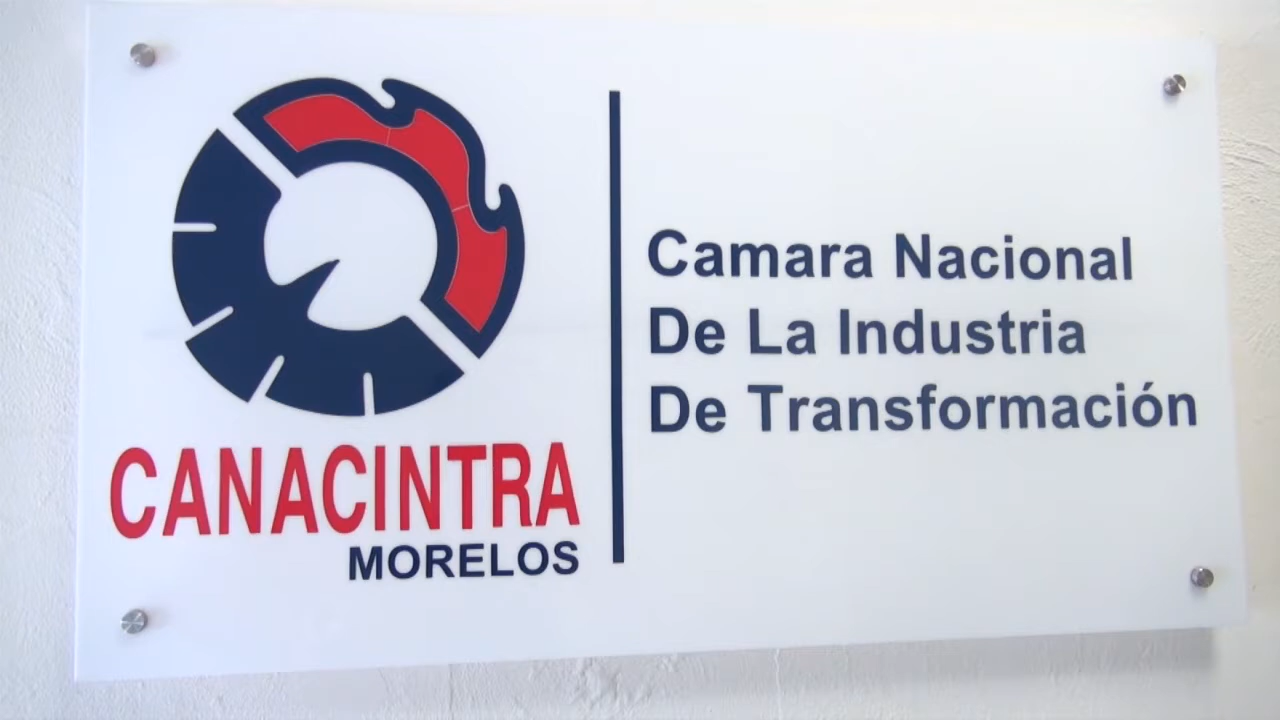 CANACINTRA
MORELOS
Camara Nacional
De La Industria
De Transformación